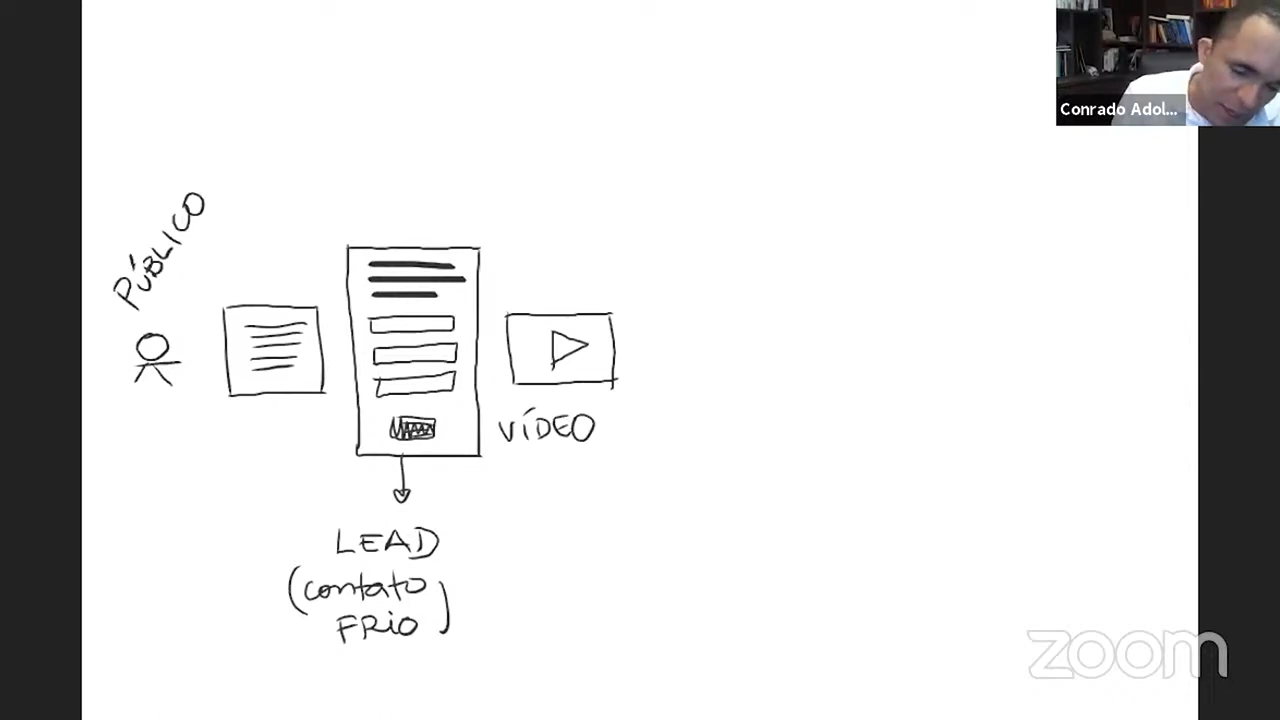 Conrado Adol...
PÚBLICO
VÍDEO
LEAD
(contato
FRIO)
zoom